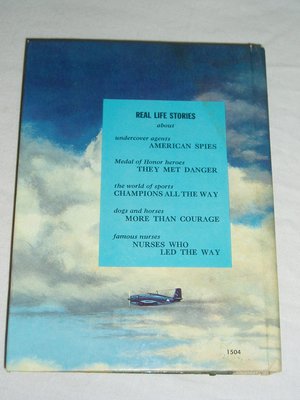 REAL LIFE STORIES
about
undercover agents
AMERICAN SPIES
Medal of Honor heroes
THEY MET DANGER
the world of sports
CHAMPIONS ALL THE WAY
dogs and horses
MORE THAN COURAGE
famous nurses
NURSES WHO
LED THE WAY
1504